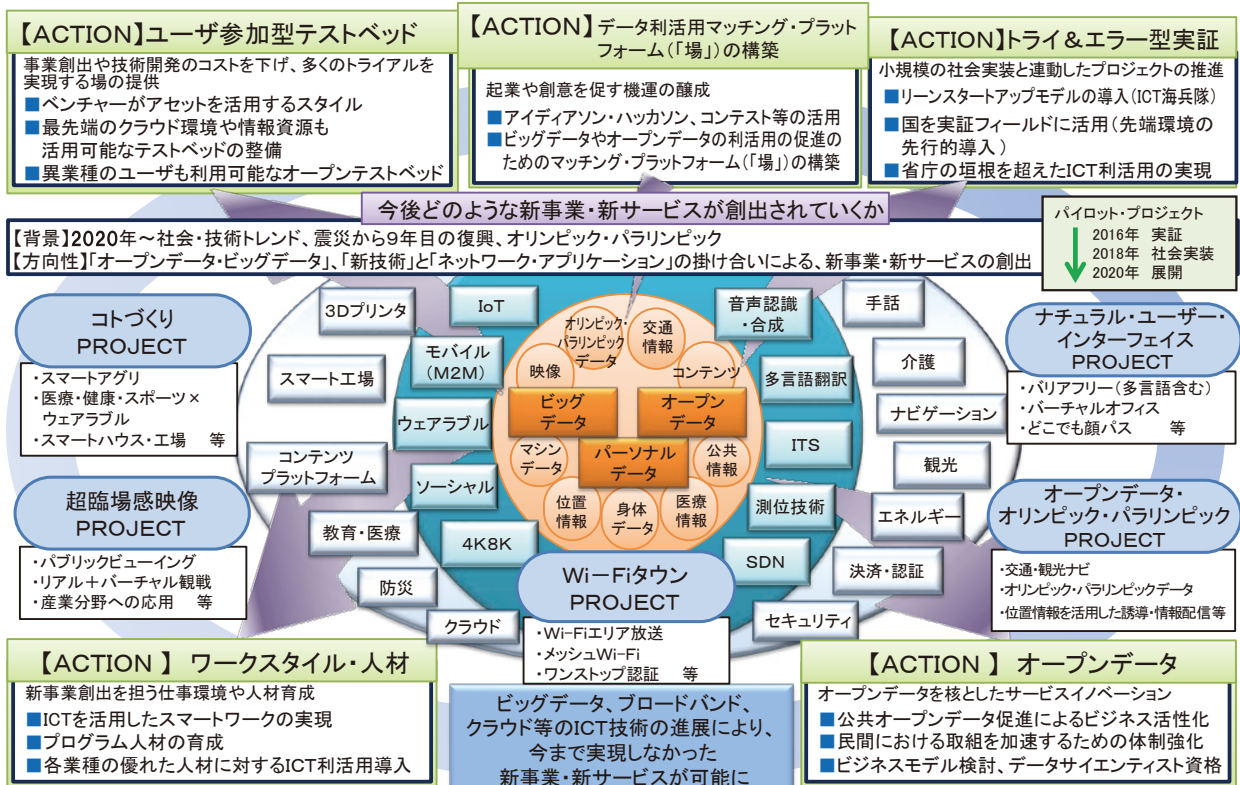 【ACTION】ユーザ参加型テストベッド
事業創出や技術開発のコストを下げ、多くのトライアルを
実現する場の提供
■ベンチャーがアセットを活用するスタイル
■最先端のクラウド環境や情報資源も
活用可能なテストベッドの整備
■異業種のユーザも利用可能なオープンテストベッド
【ACTION】データ利活用マッチング・プラット
フォーム(「場」)の構築
起業や創意を促す機運の醸成
■アイディアソン・ハッカソン、コンテスト等の活用
■ビッグデータやオープンデータの利活用の促進の
ためのマッチング・プラットフォーム(「場」)の構築
【ACTION】トライ&エラー型実証
小規模の社会実装と連動したプロジェクトの推進
■リーンスタートアップモデルの導入(ICT海兵隊)
■国を実証フィールドに活用(先端環境の
先行的導入)
■省庁の垣根を超えたICT利活用の実現
今後どのような新事業・新サービスが創出されていくか
【背景】2020年~社会・技術トレンド、震災から9年目の復興、オリンピック・パラリンピック
【方向性】「オープンデータ・ビッグデータ」、「新技術」と「ネットワーク・アプリケーション」の掛け合いによる、新事業・新サービスの創出
パイロット・プロジェクト
2016年 実証
2018年 社会実装
2020年 展開
コトづくり
PROJECT
・スマートアグリ
・医療・健康・スポーツ×
ウェアラブル
・スマートハウス・工場 等
超臨場感映像
PROJECT
・パブリックビューイング
・リアル+バーチャル観戦
・産業分野への応用 等
3Dプリンタ
スマート工場
コンテンツ
プラットフォーム
教育・医療
防災
クラウド
IoT
モバイル
(M2M)
ウェアラブル
ソーシャル
4K8K
オリンピック・
パラリンピック
データ
交通
情報
映像
コンテンツ
ビッグ
データ
オープン
データ
パーソナル
データ
マシン
データ
公共
情報
位置
情報
身体
データ
医療
情報
音声認識
・合成
多言語翻訳
ITS
測位技術
SDN
手話
介護
ナビゲーション
観光
エネルギー
決済・認証
セキュリティ
Wi-Fiタウン
PROJECT
・Wi-Fiエリア放送
・メッシュWi-Fi
・ワンストップ認証 等
ナチュラル・ユーザー・
インターフェイス
PROJECT
・バリアフリー(多言語含む)
・バーチャルオフィス
・どこでも顔パス 等
オープンデータ・
オリンピック・パラリンピック
PROJECT
・交通・観光ナビ
・オリンピック・パラリンピックデータ
・位置情報を活用した誘導・情報配信等
【ACTION 】 ワークスタイル・人材
新事業創出を担う仕事環境や人材育成
■ICTを活用したスマートワークの実現
■プログラム人材の育成
■各業種の優れた人材に対するICT利活用導入
ビッグデータ、ブロードバンド、
クラウド等のICT技術の進展により、
今まで実現しなかった
新事業・新サービスが可能に
【ACTION 】 オープンデータ
オープンデータを核としたサービスイノベーション
■公共オープンデータ促進によるビジネス活性化
■民間における取組を加速するための体制強化
■ビジネスモデル検討、データサイエンティスト資格